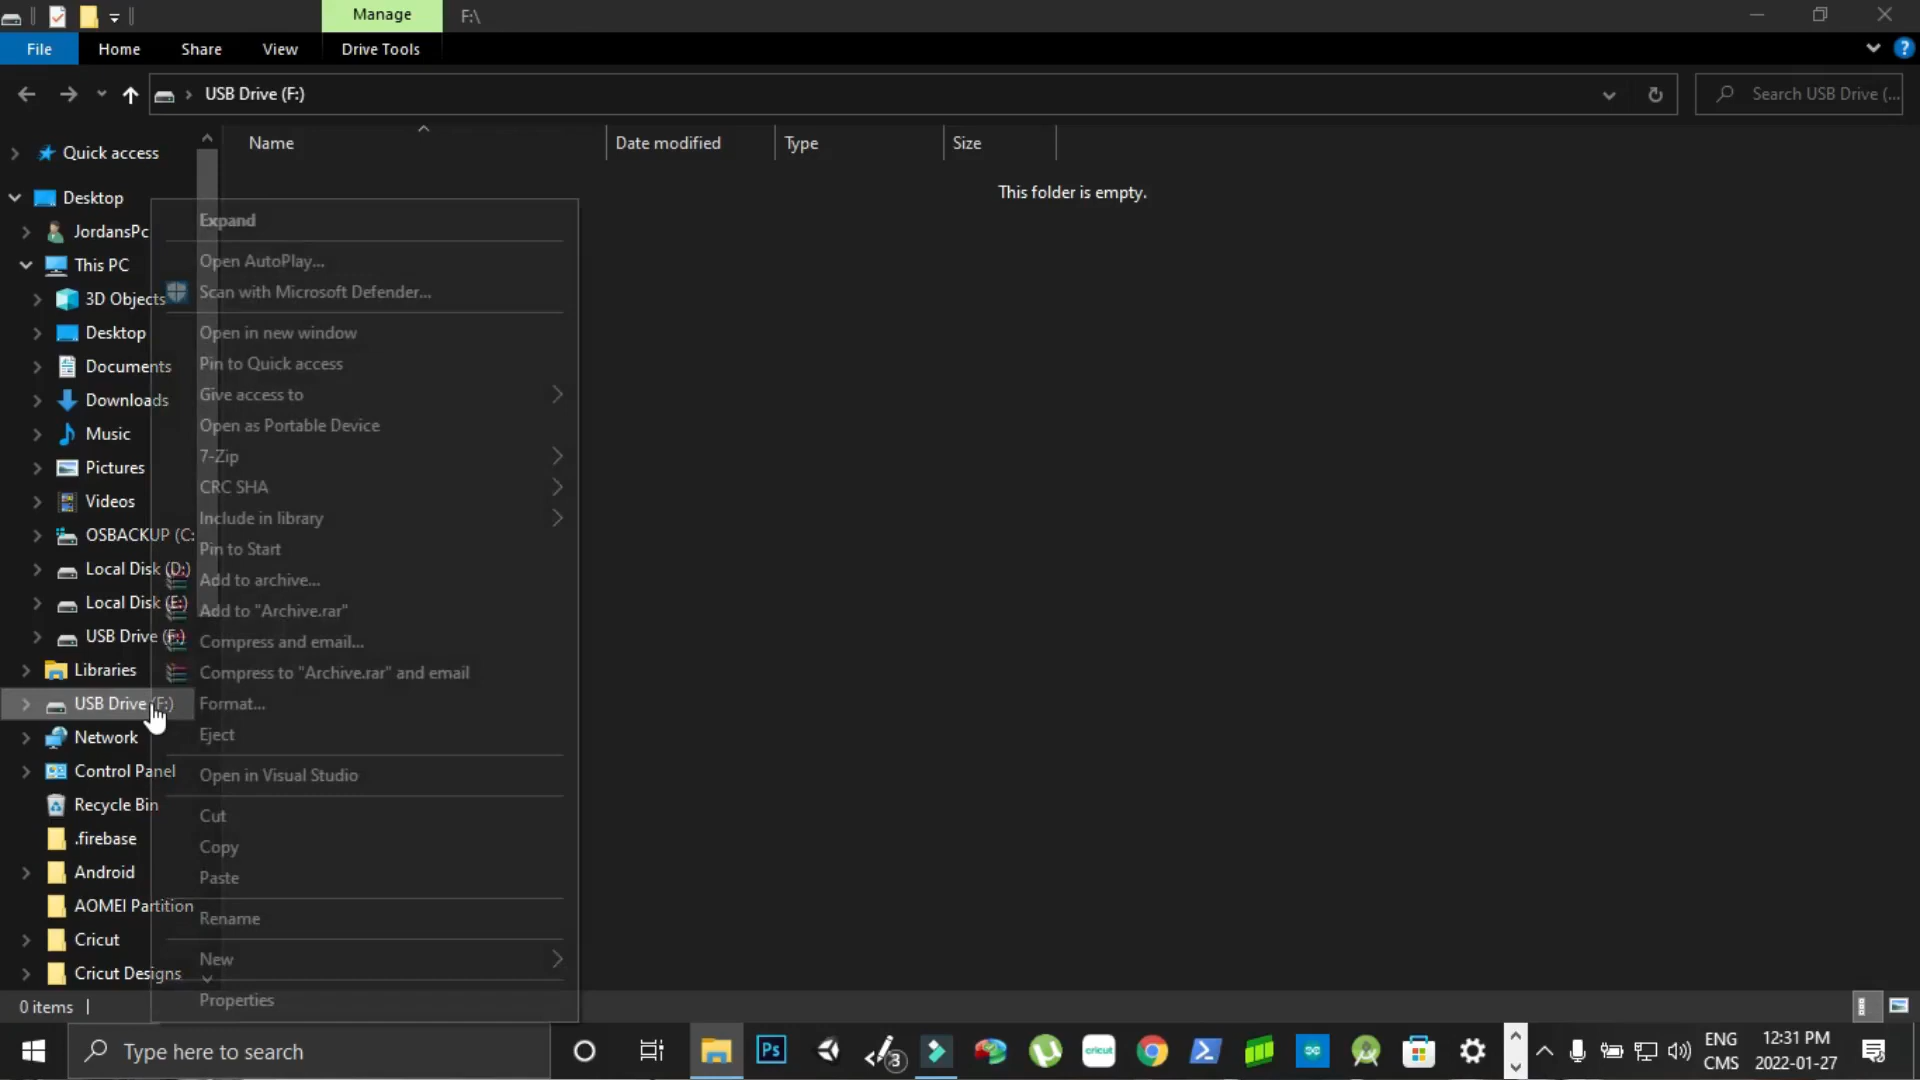 Manage
F:\
File
Home
Share
View
Drive Tools
USB Drive (F:)
Search USB Drive (...
Name
Date modified
Type
Size
This folder is empty.
Quick access
Desktop
JordansPc
This PC
3D Objects
Desktop
Documents
Downloads
Music
Pictures
Videos
OSBACKUP (C:
Local Disk (D:)
Local Disk (E:)
USB Drive (F:)
Libraries
USB Drive (F:)
Network
Control Panel
Recycle Bin
.firebase
Android
AOMEI Partition
Cricut
Cricut Designs
Expand
Open AutoPlay...
Scan with Microsoft Defender...
Open in new window
Pin to Quick access
Give access to
Open as Portable Device
7-Zip
CRC SHA
Include in library
Pin to Start
Add to archive...
Add to "Archive.rar"
Compress and email...
Compress to "Archive.rar" and email
Format...
Eject
Open in Visual Studio
Cut
Copy
Paste
Rename
New
Properties
0 items
Type here to search
Ps
3
cricut
ENG
CMS
12:31 PM
2022-01-27